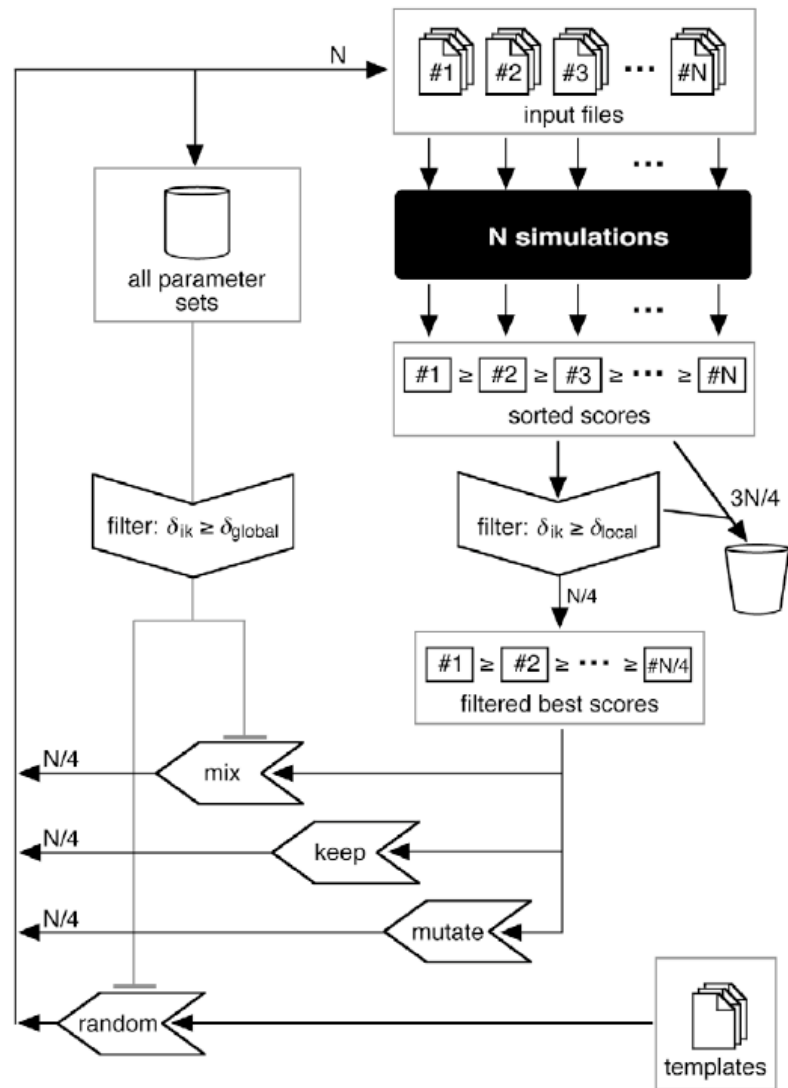 N
#1 #2 #3 ... #N
input files
...
N simulations
...
all parameter
sets
#1 ≥ #2 ≥ #3 ≥ ... ≥ #N
sorted scores
filter: δik ≥ δglobal
filter: δik ≥ δlocal
3N/4
N/4
#1 ≥ #2 ≥ ... ≥ #N/4
filtered best scores
N/4
mix
N/4
keep
N/4
mutate
random
templates